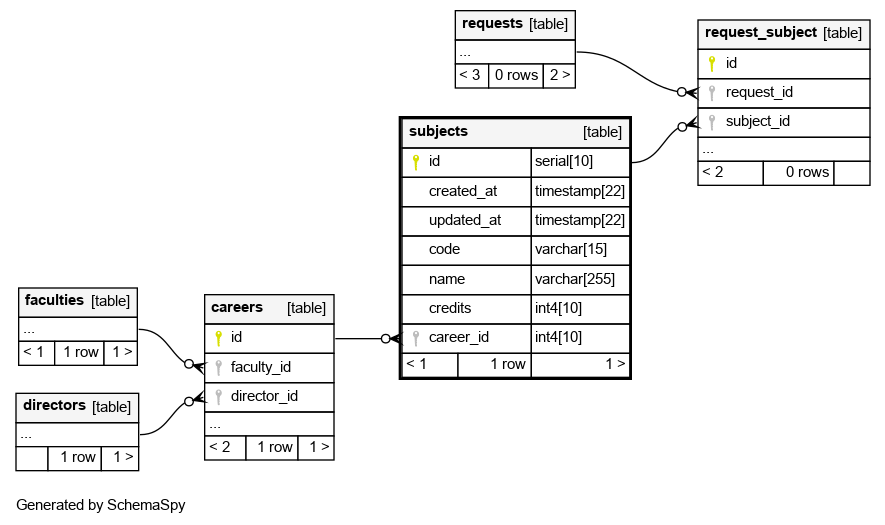 requests [table]
...
< 3 0 rows 2 >
request_subject [table]
id
request_id
subject_id
...
< 2 0 rows
subjects [table]
id serial[10]
created_at timestamp[22]
updated_at timestamp[22]
code varchar[15]
name varchar[255]
credits int4[10]
career_id int4[10]
< 1 1 row 1 >
faculties [table]
...
< 1 1 row 1 >
careers [table]
id
faculty_id
director_id
...
< 2 1 row 1 >
directors [table]
...
1 row 1 >
Generated by SchemaSpy